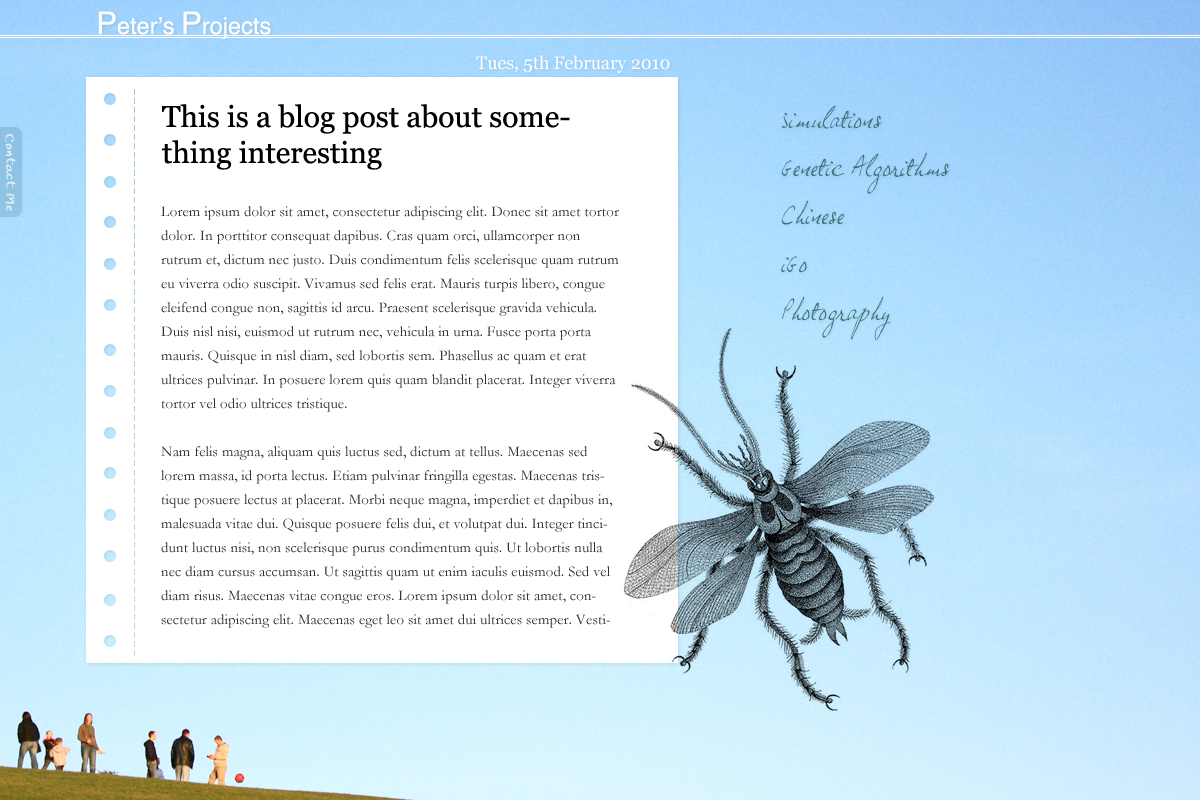 Peter's Projects
Tues, 5th February 2010
Contact Me
This is a blog post about some-
thing interesting
Lorem ipsum dolor sit amet, consectetur adipiscing elit. Donec sit amet tortor
dolor. In porttitor consequat dapibus. Cras quam orci, ullamcorper non
rutrum et, dictum nec justo. Duis condimentum felis scelerisque quam rutrum
eu viverra odio suscipit. Vivamus sed felis erat. Mauris turpis libero, congue
eleifend congue non, sagittis id arcu. Praesent scelerisque gravida vehicula.
Duis nisl nisi, euismod ut rutrum nec, vehicula in urna. Fusce porta porta
mauris. Quisque in nisl diam, sed lobortis sem. Phasellus ac quam et erat
ultrices pulvinar. In posuere lorem quis quam blandit placerat. Integer viverra
tortor vel odio ultrices tristique.
Nam felis magna, aliquam quis luctus sed, dictum at tellus. Maecenas sed
lorem massa, id porta lectus. Etiam pulvinar fringilla egestas. Maecenas tris-
tique posuere lectus at placerat. Morbi neque magna, imperdiet et dapibus in,
malesuada vitae dui. Quisque posuere felis dui, et volutpat dui. Integer tinci-
dunt luctus nisi, non scelerisque purus condimentum quis. Ut lobortis nulla
nec diam cursus accumsan. Ut sagittis quam ut enim iaculis euismod. Sed vel
diam risus. Maecenas vitae congue eros. Lorem ipsum dolor sit amet, con-
sectetur adipiscing elit. Maecenas eget leo sit amet dui ultrices semper. Vesti-
simulations
Genetic Algorithms
Chinese
iGo
Photography